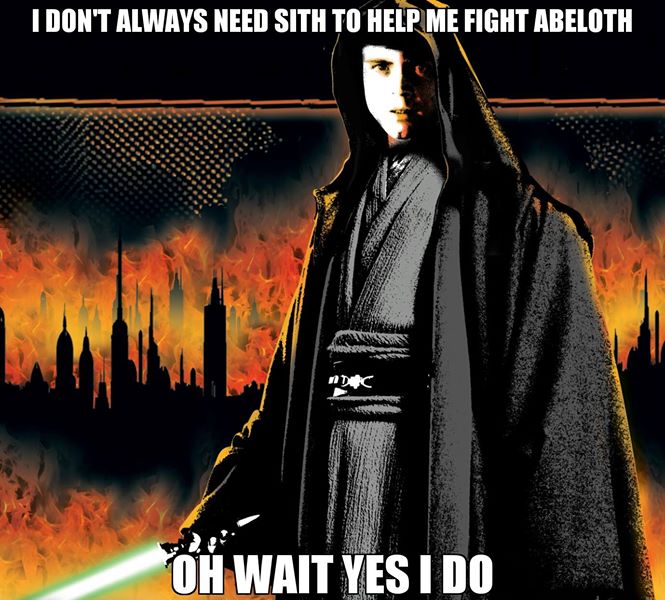 I DON'T ALWAYS NEED SITH TO HELP ME FIGHT ABELOTH
OH WAIT YES I DO